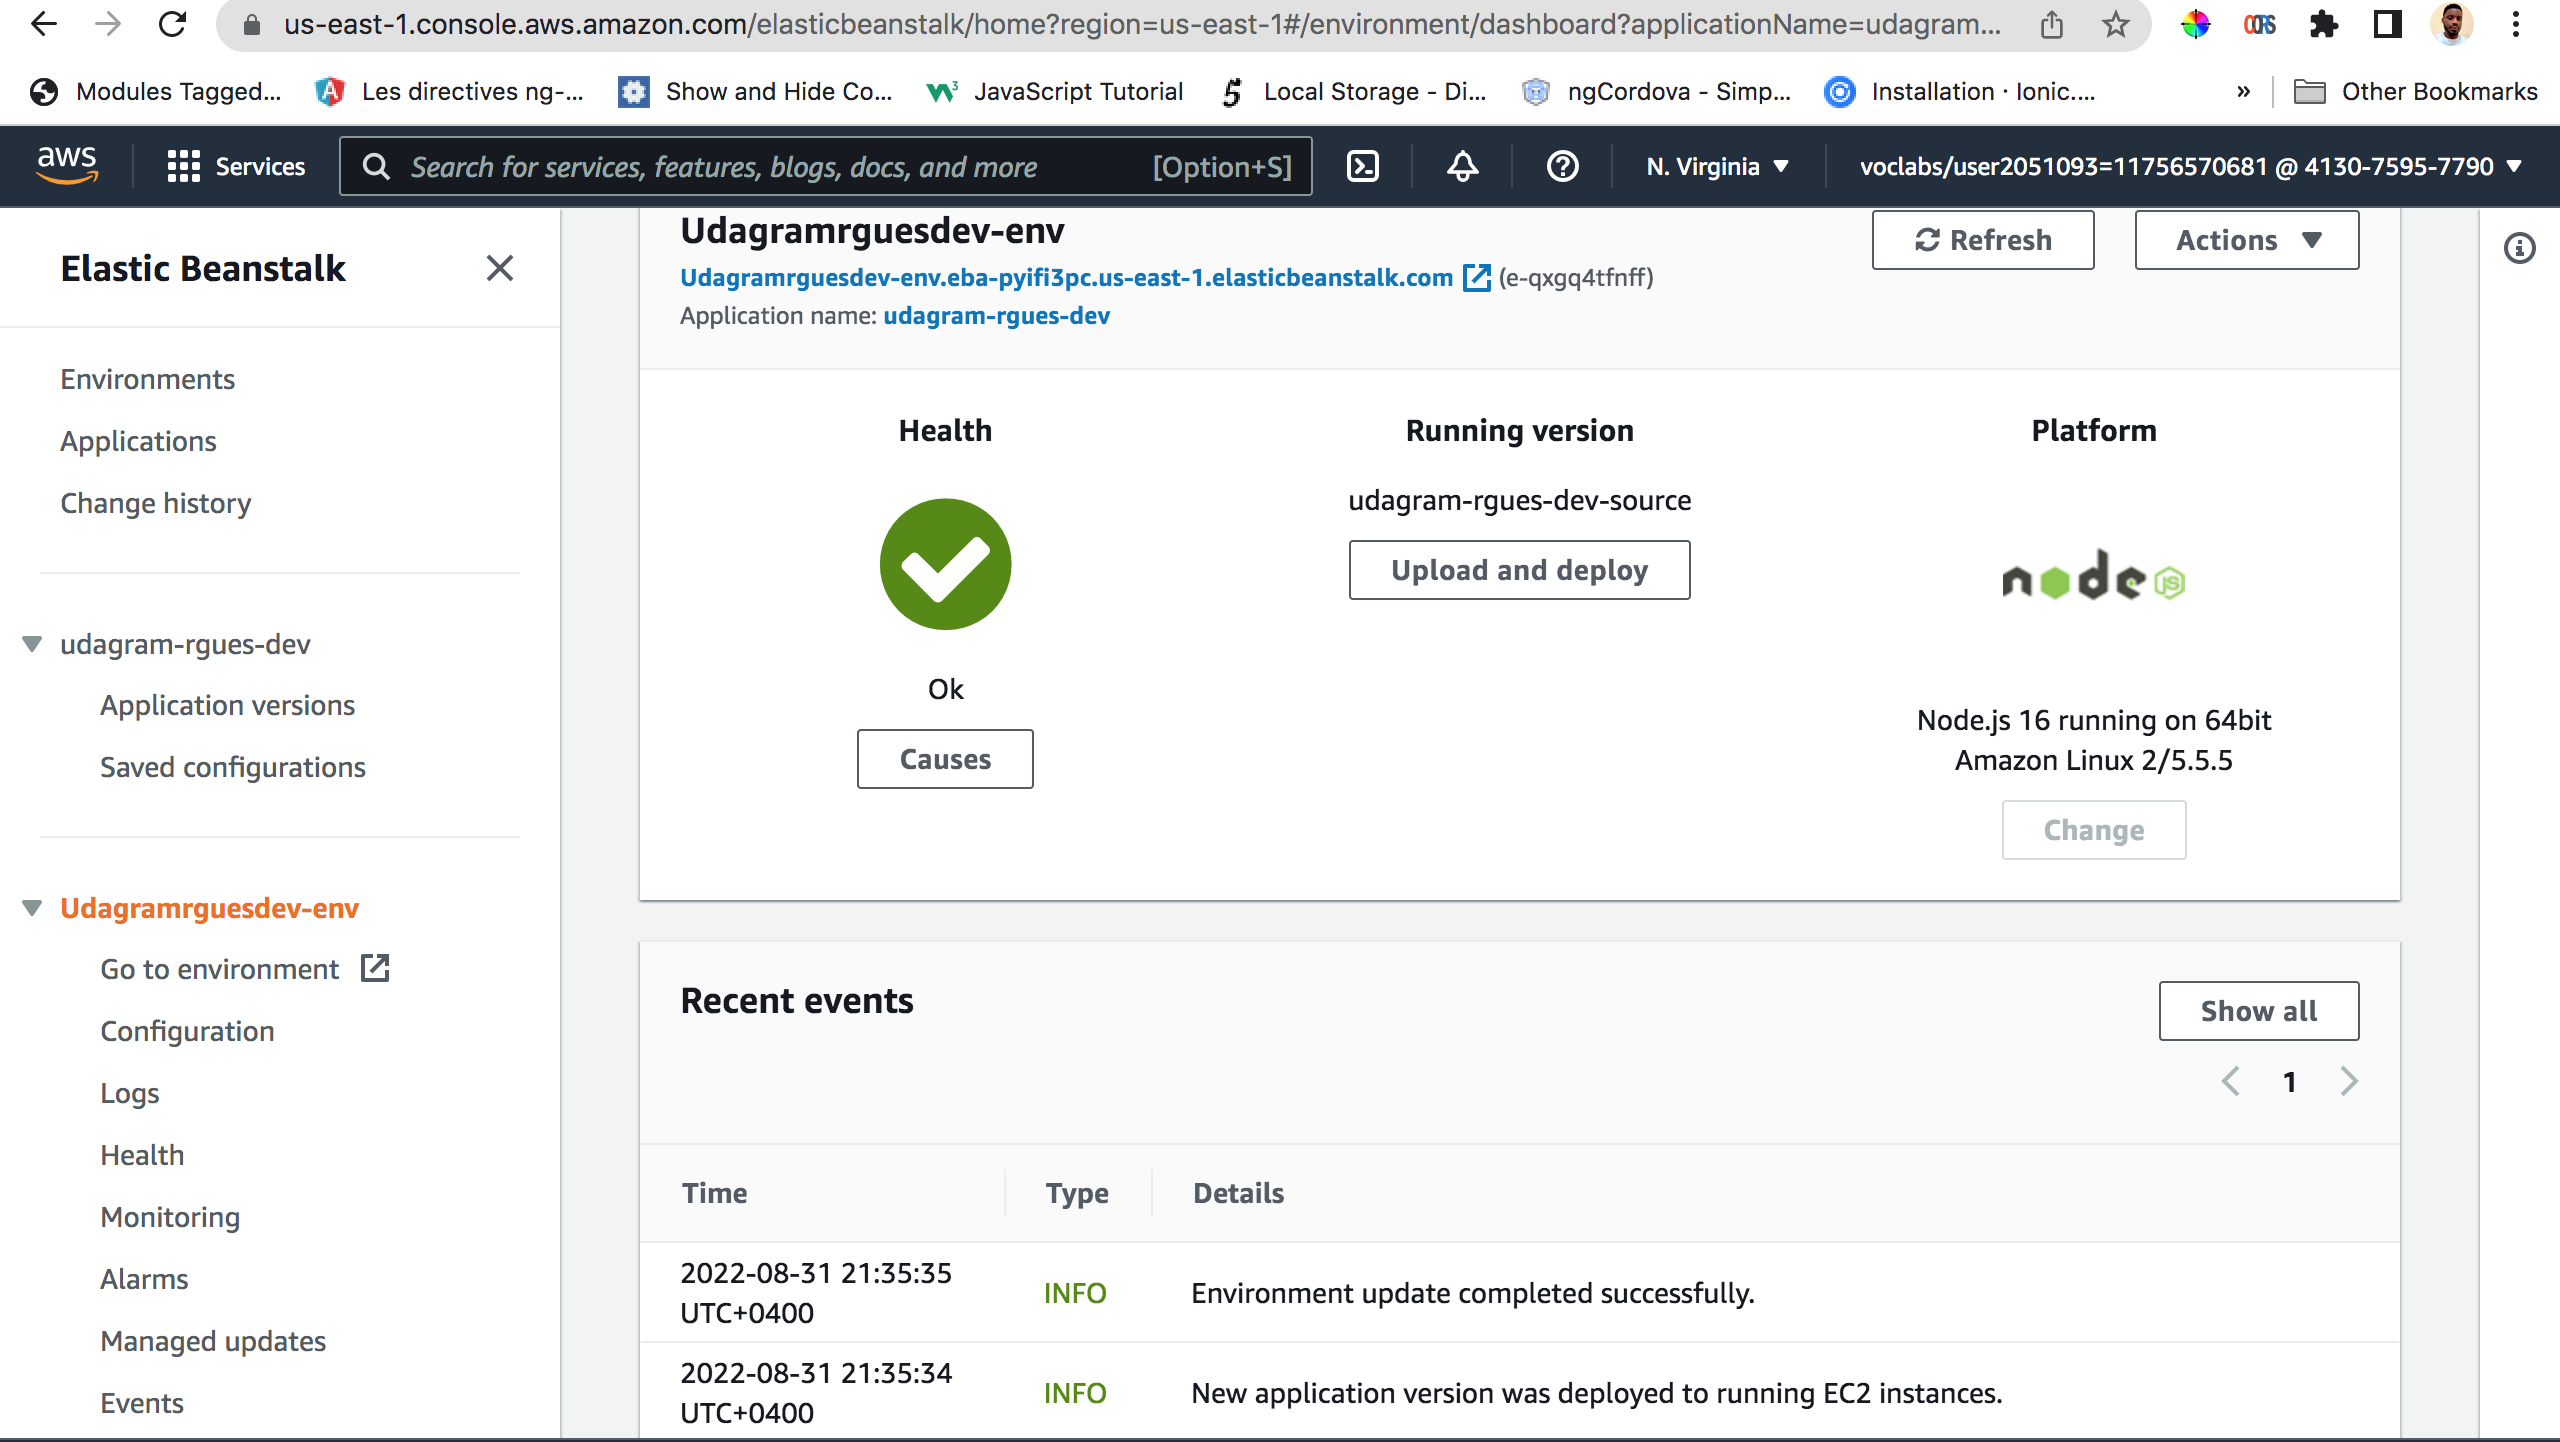 us-east-1.console.aws.amazon.com/elasticbeanstalk/home?region=us-east-1#/environment/dashboard?applicationName=udagram...
CORS
Modules Tagged...
Les directives ng-...
Show and Hide Co...
JavaScript Tutorial
Local Storage - Di...
ngCordova - Simp...
Installation · Ionic....
»
Other Bookmarks
aws
Services
Search for services, features, blogs, docs, and more
[Option+S]
N. Virginia
voclabs/user2051093=11756570681 @ 4130-7595-7790
Elastic Beanstalk
Environments
Applications
Change history
udagram-rgues-dev
Application versions
Saved configurations
Udagramrguesdev-env
Go to environment
Configuration
Logs
Health
Monitoring
Alarms
Managed updates
Events
Udagramrguesdev-env
Udagramrguesdev-env.eba-pyifi3pc.us-east-1.elasticbeanstalk.com (e-qxgq4tfnff)
Application name: udagram-rgues-dev
Refresh
Actions
Health
Ok
Causes
Running version
udagram-rgues-dev-source
Upload and deploy
Platform
node JS
Node.js 16 running on 64bit
Amazon Linux 2/5.5.5
Change
Recent events
Show all
1
Time
Type
Details
2022-08-31 21:35:35
UTC+0400
INFO
Environment update completed successfully.
2022-08-31 21:35:34
UTC+0400
INFO
New application version was deployed to running EC2 instances.